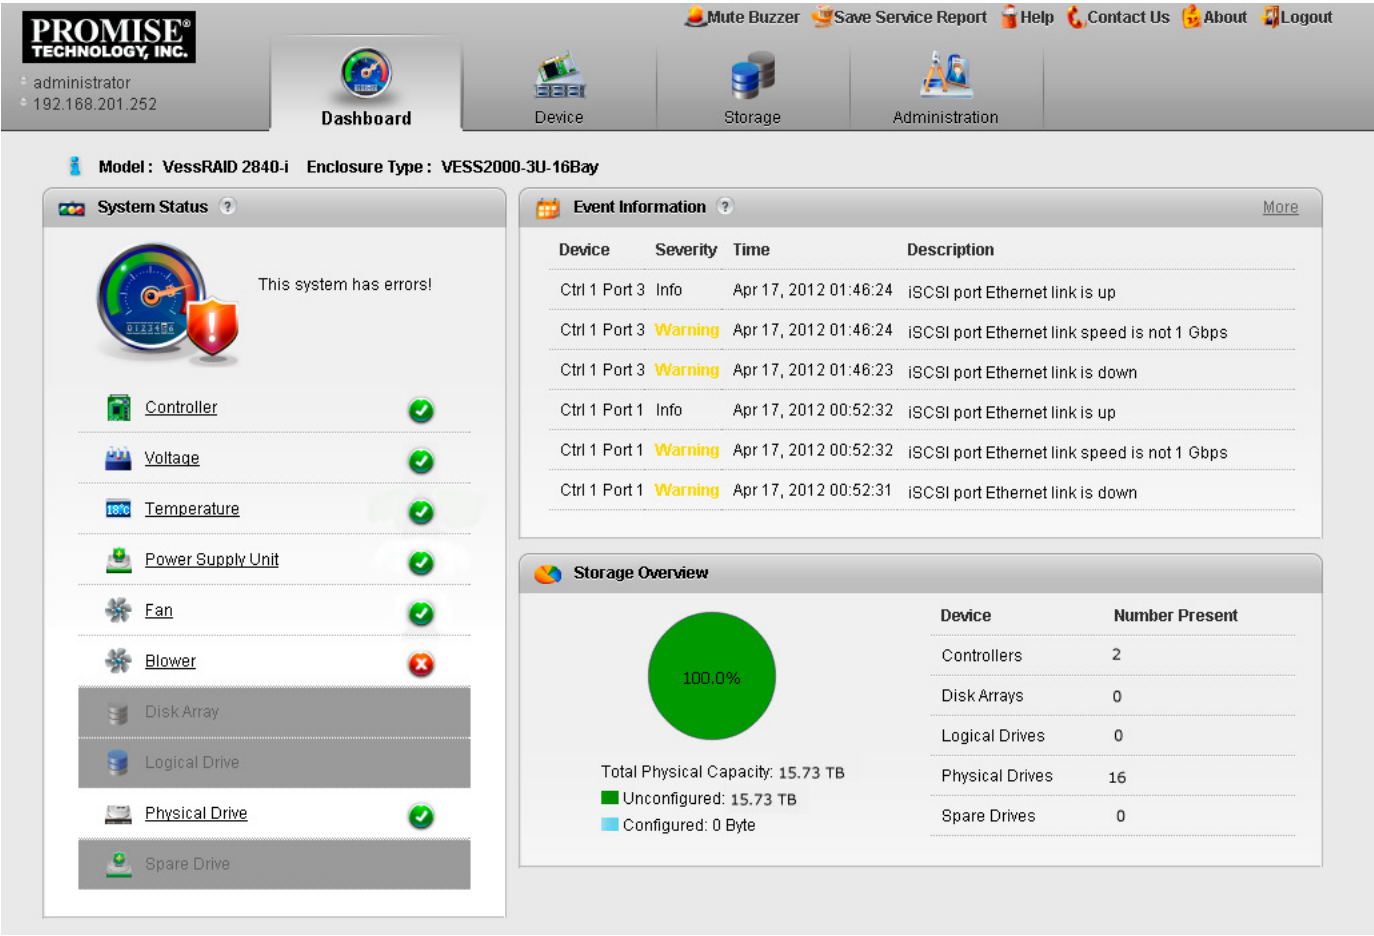 PROMISE®
TECHNOLOGY, INC.
Mute Buzzer Save Service Report Help Contact Us About Logout
administrator
192.168.201.252
Dashboard Device Storage Administration
Model : VessRAID 2840-i Enclosure Type : VESS2000-3U-16Bay
System Status ?
This system has errors!
0123456
Controller
Voltage
18°c Temperature
Power Supply Unit
Fan
Blower
Disk Array
Logical Drive
Physical Drive
Spare Drive
Event Information ? More
Device Severity Time Description
Ctrl 1 Port 3 Info Apr 17, 2012 01:46:24 iSCSI port Ethernet link is up
Ctrl 1 Port 3 Warning Apr 17, 2012 01:46:24 iSCSI port Ethernet link speed is not 1 Gbps
Ctrl 1 Port 3 Warning Apr 17, 2012 01:46:23 iSCSI port Ethernet link is down
Ctrl 1 Port 1 Info Apr 17, 2012 00:52:32 iSCSI port Ethernet link is up
Ctrl 1 Port 1 Warning Apr 17, 2012 00:52:32 iSCSI port Ethernet link speed is not 1 Gbps
Ctrl 1 Port 1 Warning Apr 17, 2012 00:52:31 iSCSI port Ethernet link is down
Storage Overview
100.0%
Total Physical Capacity: 15.73 TB
Unconfigured: 15.73 TB
Configured: 0 Byte
Device Number Present
Controllers 2
Disk Arrays 0
Logical Drives 0
Physical Drives 16
Spare Drives 0